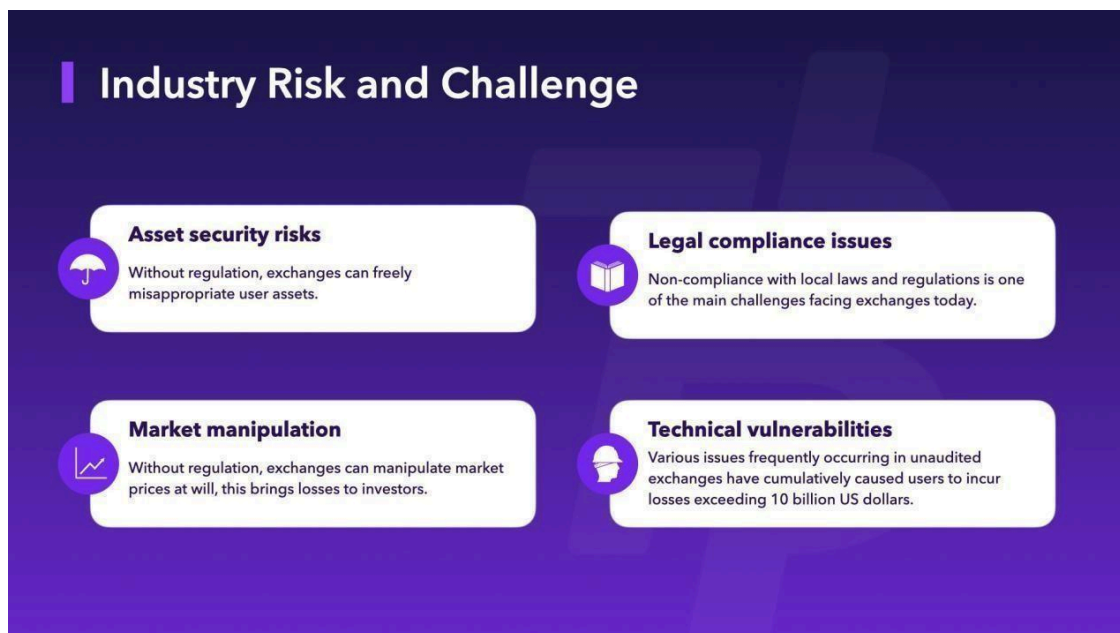 Industry Risk and Challenge
Asset security risks
Without regulation, exchanges can freely
misappropriate user assets.
Legal compliance issues
Non-compliance with local laws and regulations is one
of the main challenges facing exchanges today.
Market manipulation
Without regulation, exchanges can manipulate market
prices at will, this brings losses to investors.
Technical vulnerabilities
Various issues frequently occurring in unaudited
exchanges have cumulatively caused users to incur
losses exceeding 10 billion US dollars.